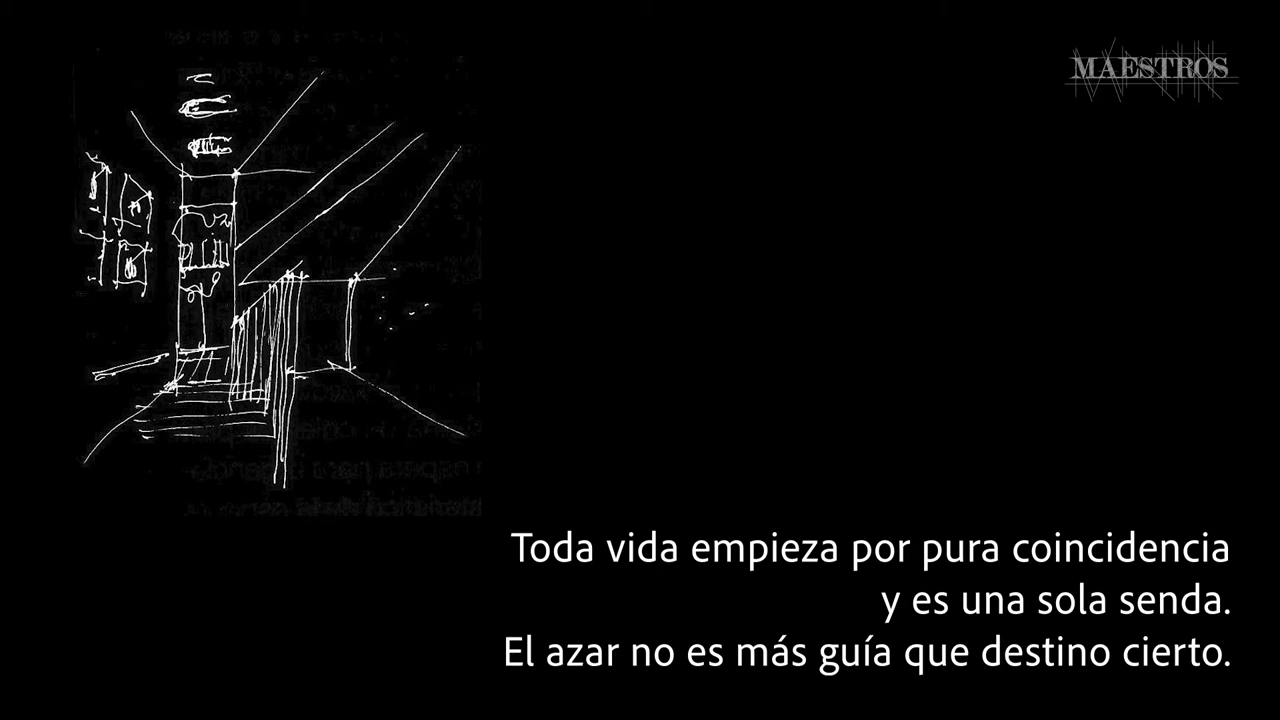 MAESTROS
Toda vida empieza por pura coincidencia
y es una sola senda.
El azar no es más guía que destino cierto.